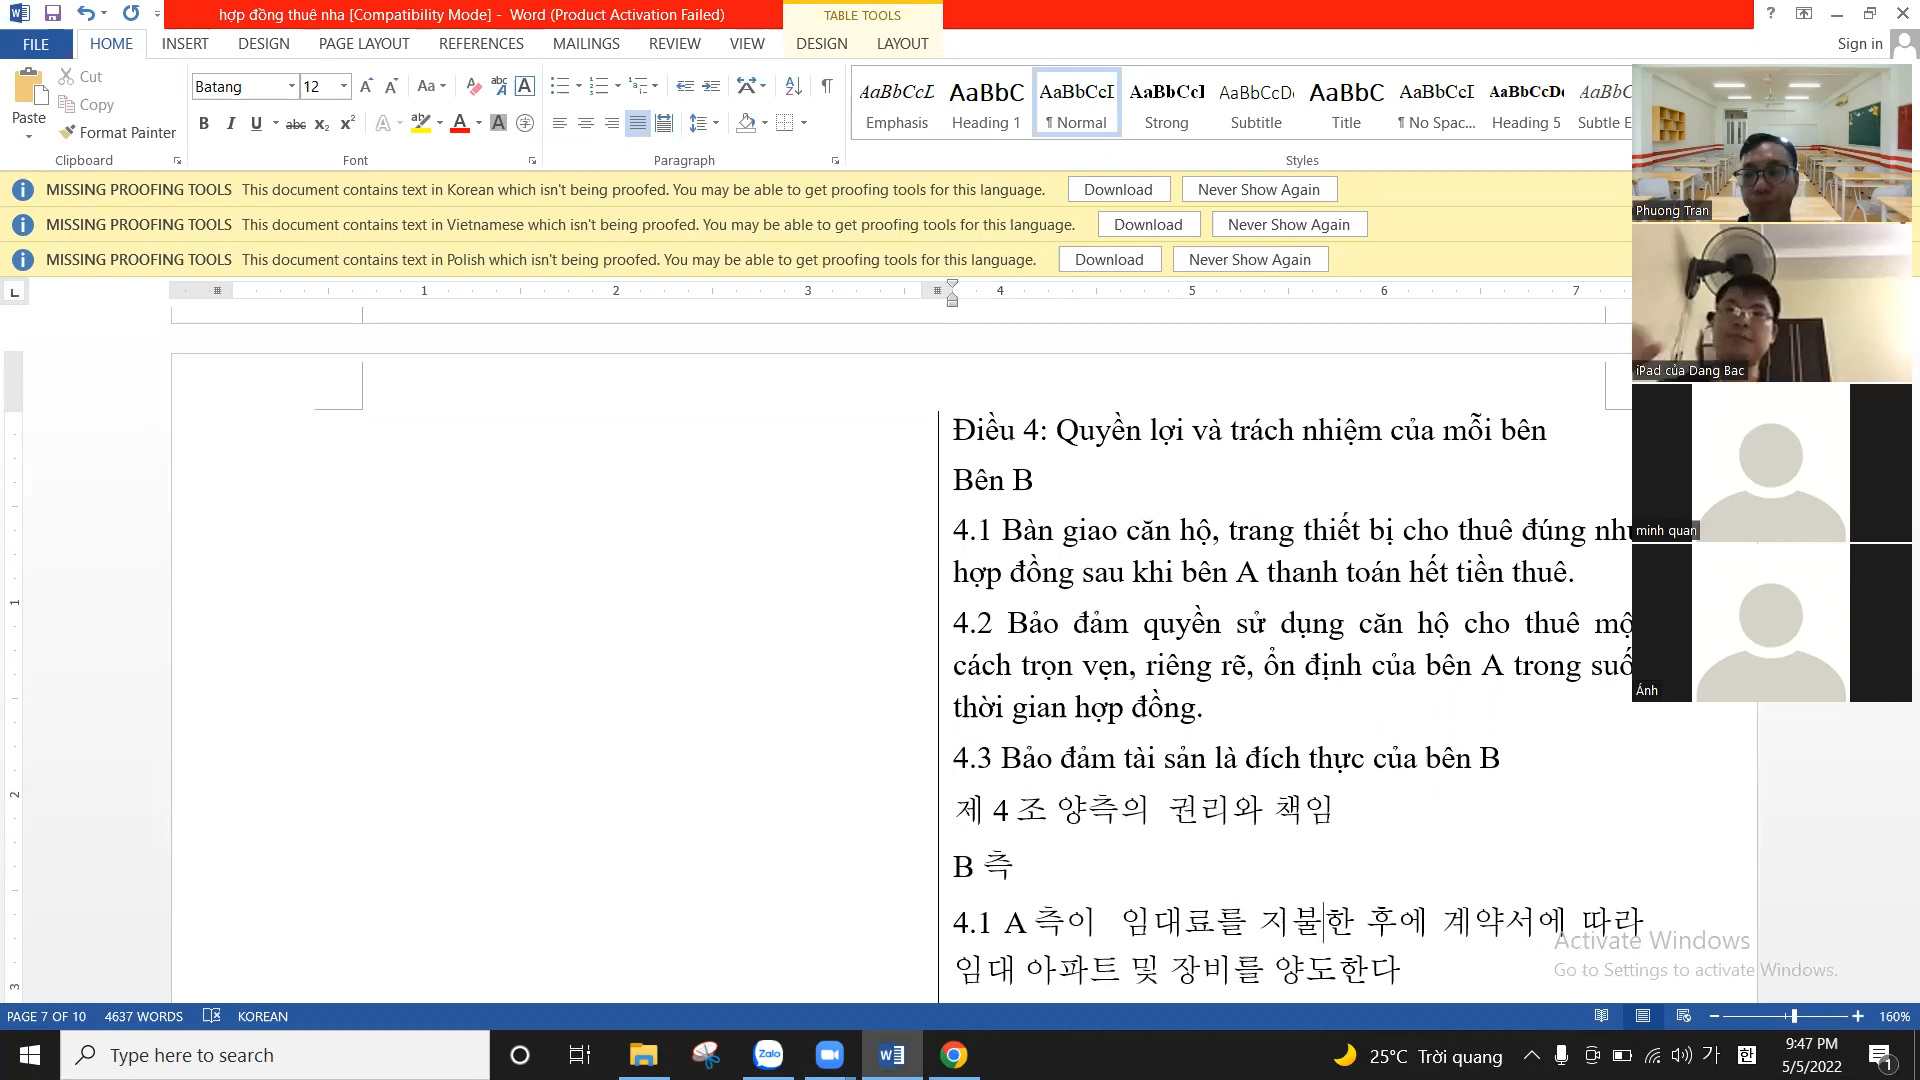 hợp đồng thuê nha [Compatibility Mode] - Word (Product Activation Failed)
TABLE TOOLS
FILE HOME INSERT DESIGN PAGE LAYOUT REFERENCES MAILINGS REVIEW VIEW DESIGN LAYOUT Sign in
Paste Cut Copy Format Painter
Batang 12
AaBbCcL AaBbC AaBbCcI AaBbCcI AaBbCcD AaBbC AaBbCcI AaBbCcD AaBbC
Emphasis Heading 1 ¶ Normal Strong Subtitle Title ¶ No Spac... Heading 5 Subtle E
Clipboard Font Paragraph Styles
MISSING PROOFING TOOLS This document contains text in Korean which isn't being proofed. You may be able to get proofing tools for this language. Download Never Show Again
MISSING PROOFING TOOLS This document contains text in Vietnamese which isn't being proofed. You may be able to get proofing tools for this language. Download Never Show Again
MISSING PROOFING TOOLS This document contains text in Polish which isn't being proofed. You may be able to get proofing tools for this language. Download Never Show Again
1 2 3 4 5 6 7
Phuong Tran
iPad của Dang Bac
minh quan
Ánh
Điều 4: Quyền lợi và trách nhiệm của mỗi bên
Bên B
4.1 Bàn giao căn hộ, trang thiết bị cho thuê đúng như
hợp đồng sau khi bên A thanh toán hết tiền thuê.
4.2 Bảo đảm quyền sử dụng căn hộ cho thuê
cách trọn vẹn, riêng rẽ, ổn định của bên A trong
thời gian hợp đồng.
4.3 Bảo đảm tài sản là đích thực của bên B
제 4 조 양측의 권리와 책임
B 측
4.1 A 측이 임대료를 지불한 후에 계약서에 따라
임대 아파트 및 장비를 양도한다
Activate Windows
Go to Settings to activate Windows.
PAGE 7 OF 10 4637 WORDS KOREAN 160%
Type here to search
Zalo
25°C Trời quang
가 한
9:47 PM
5/5/2022
1